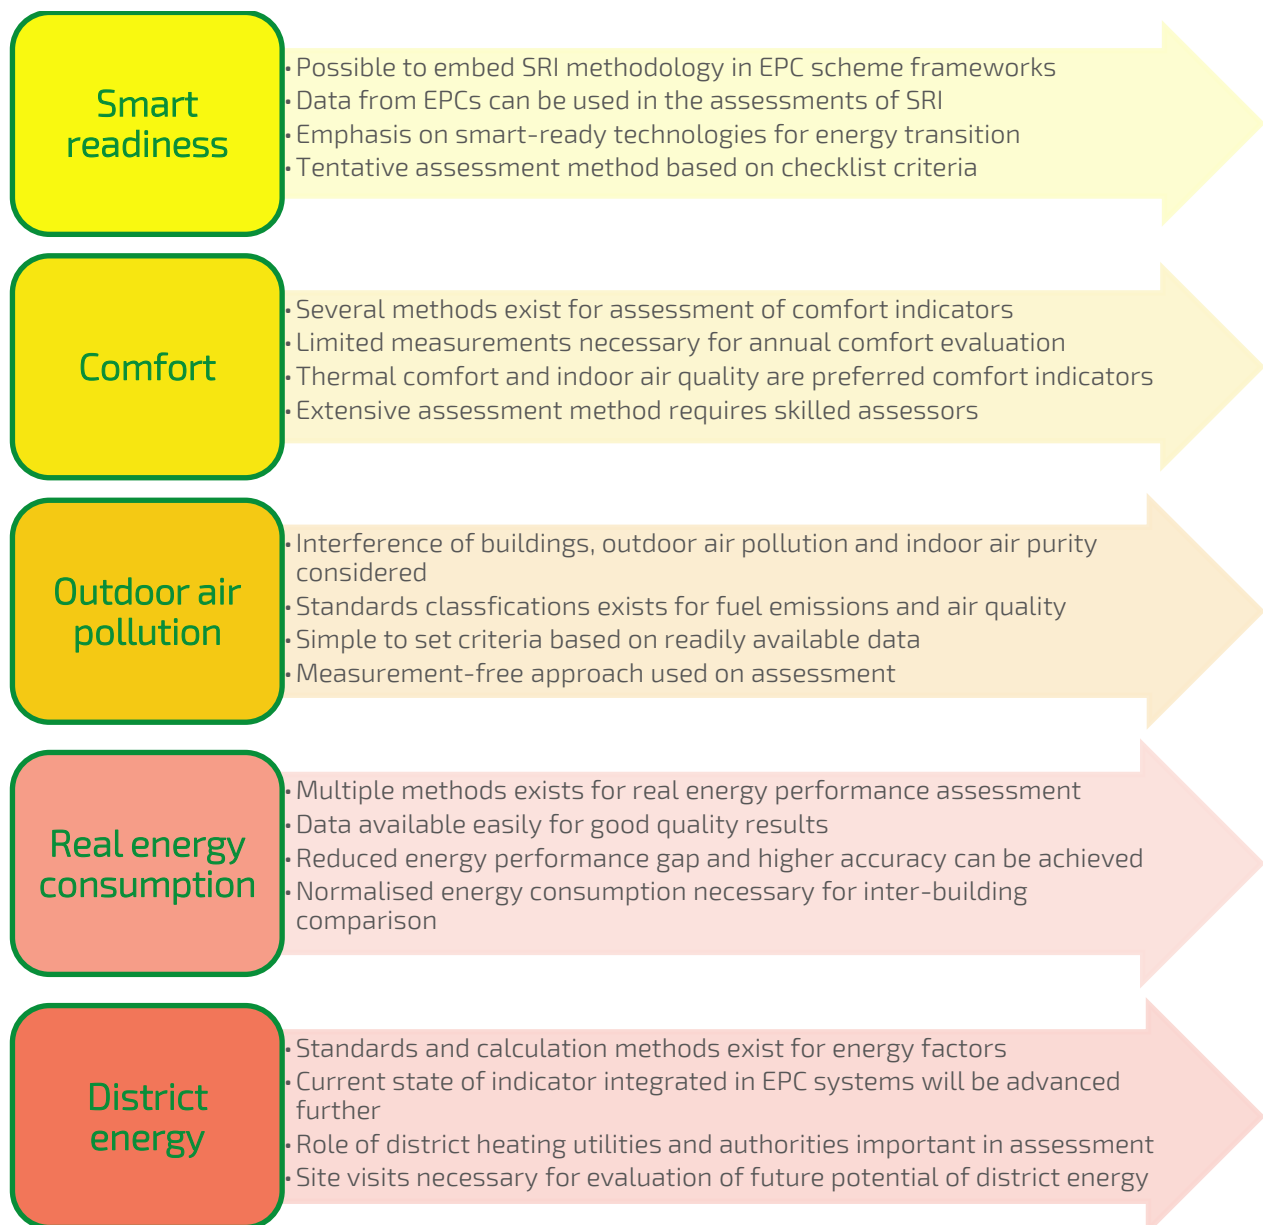 Smart
readiness
• Possible to embed SRI methodology in EPC scheme frameworks
• Data from EPCs can be used in the assessments of SRI
• Emphasis on smart-ready technologies for energy transition
• Tentative assessment method based on checklist criteria
Comfort
• Several methods exist for assessment of comfort indicators
• Limited measurements necessary for annual comfort evaluation
• Thermal comfort and indoor air quality are preferred comfort indicators
• Extensive assessment method requires skilled assessors
Outdoor air
pollution
• Interference of buildings, outdoor air pollution and indoor air purity
considered
• Standards classfications exists for fuel emissions and air quality
• Simple to set criteria based on readily available data
• Measurement-free approach used on assessment
Real energy
consumption
• Multiple methods exists for real energy performance assessment
• Data available easily for good quality results
• Reduced energy performance gap and higher accuracy can be achieved
• Normalised energy consumption necessary for inter-building
comparison
District
energy
• Standards and calculation methods exist for energy factors
• Current state of indicator integrated in EPC systems will be advanced
further
• Role of district heating utilities and authorities important in assessment
• Site visits necessary for evaluation of future potential of district energy